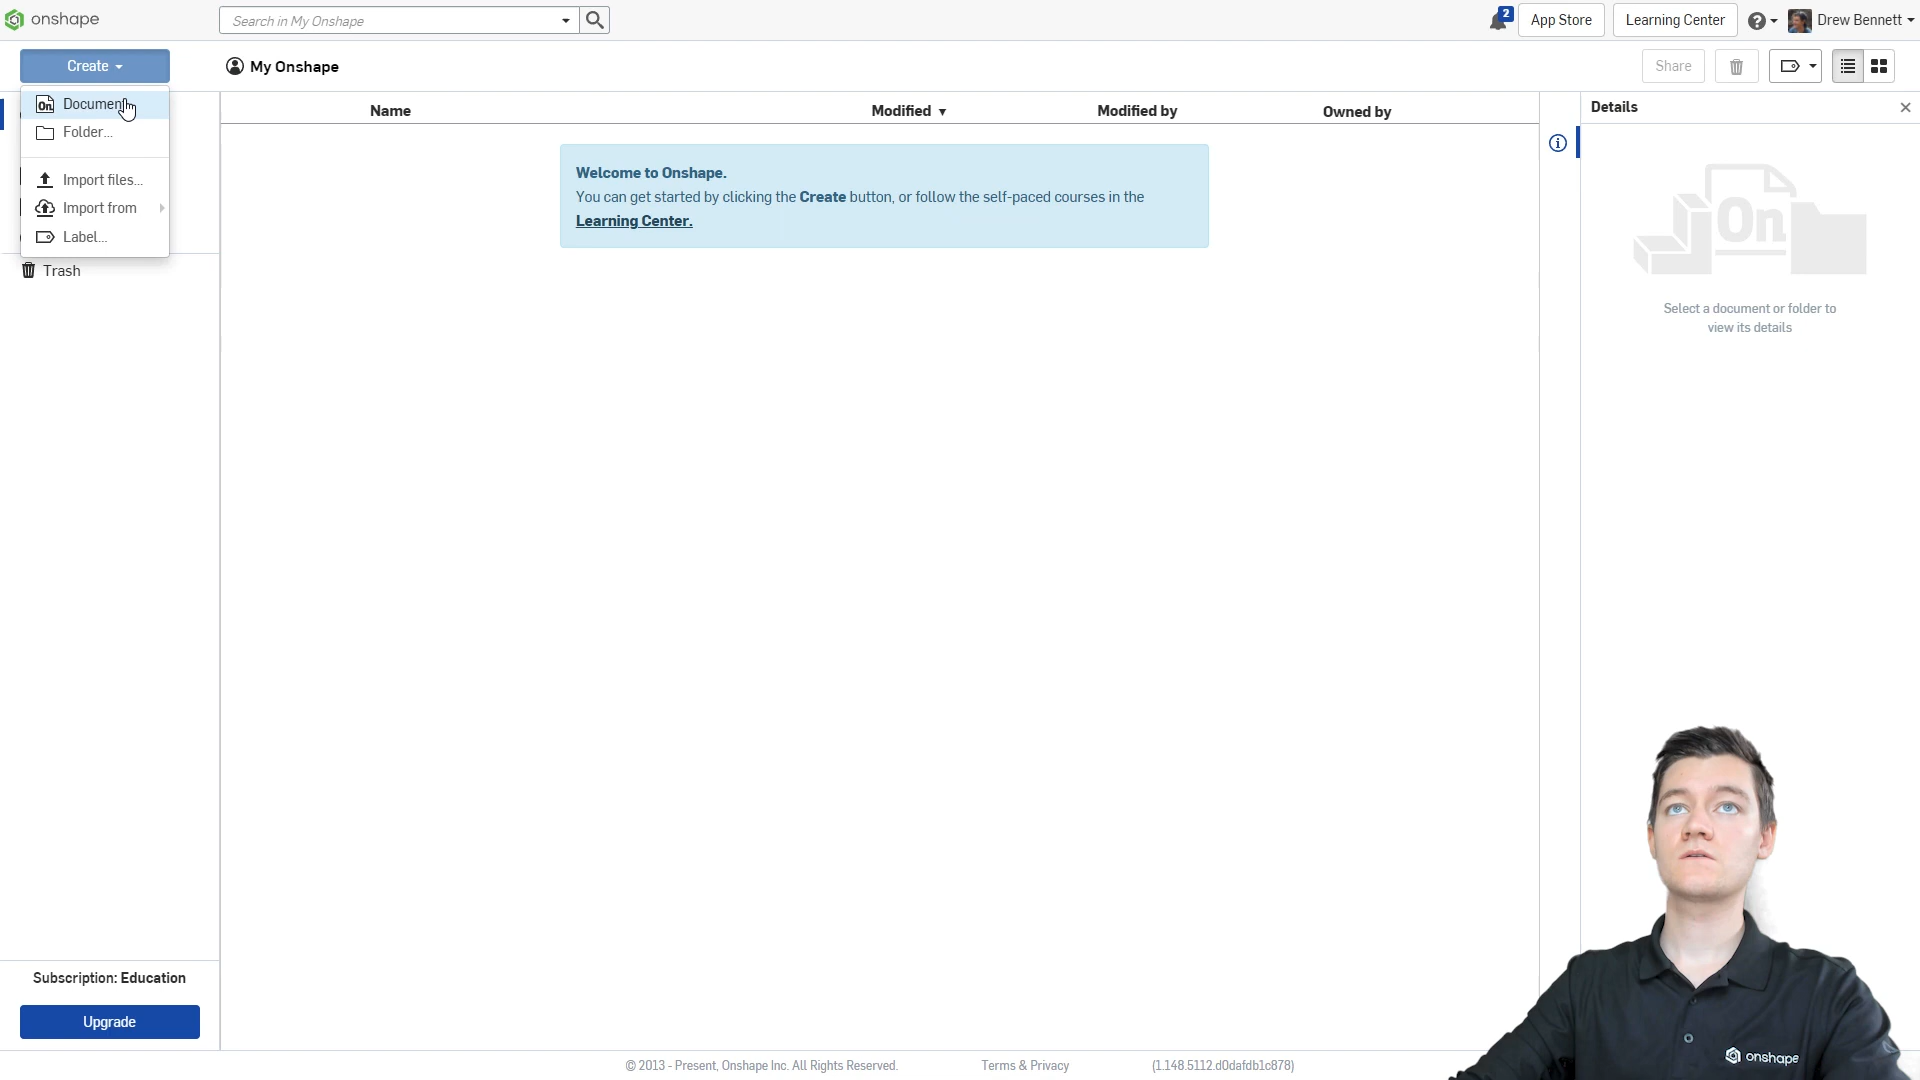 onshape
Search in My Onshape
2
App Store
Learning Center
Drew Bennett
Create
My Onshape
Share
Document
Folder...
Import files...
Import from
Label...
Trash
Name
Modified
Modified by
Owned by
Details
Welcome to Onshape.
You can get started by clicking the Create button, or follow the self-paced courses in the
Learning Center.
On
Select a document or folder to
view its details
Subscription: Education
Upgrade
© 2013 - Present, Onshape Inc. All Rights Reserved.
Terms & Privacy
(1.148.5112.d0dafdb1c878)
onshape